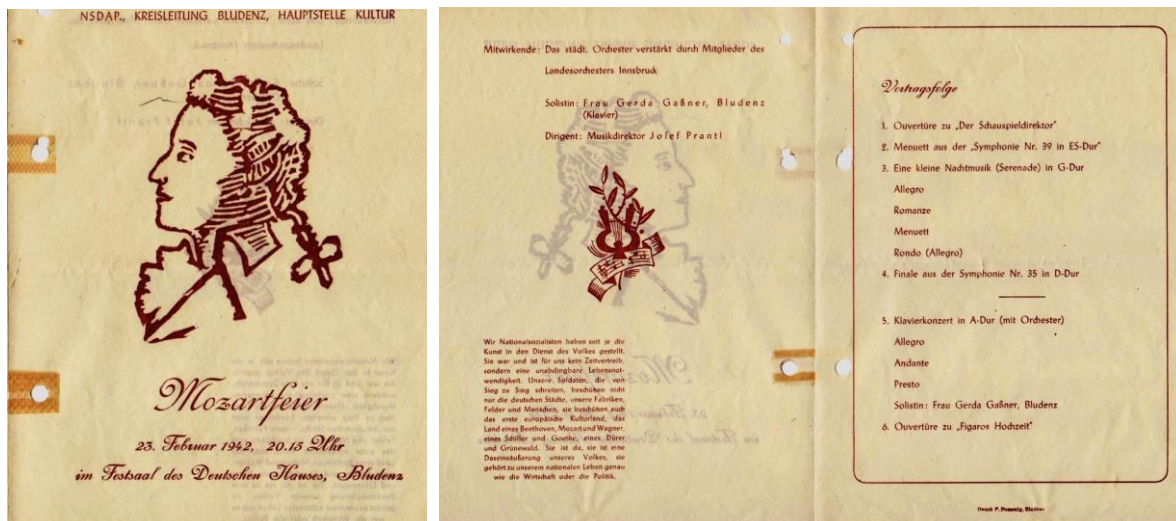 NSDAP., KREISLEITUNG BLUDENZ, HAUPTSTELLE KULTUR
Mozartfeier
23. Februar 1942, 20.15 Uhr
im Festsaal des Deutschen Hauses, Bludenz
Mitwirkende: Das städt. Orchester verstärkt durch Mitglieder des
Landesorchesters Innsbruck
Solistin: Frau Gerda Gaßner, Bludenz
(Klavier)
Dirigent: Musikdirektor Josef Prantl
Wir Nationalsozialisten haben seit je die
Kunst in den Dienst des Volkes gestellt.
Sie war und ist für uns kein Zeitvertreib,
sondern eine unabdingbare Lebensnot-
wendigkeit. Unsere Soldaten, die von
Sieg zu Sieg schreiten, beschützen nicht
nur die deutschen Städte, unsere Fabriken,
Felder und Menschen, sie beschützen auch
das erste europäische Kulturland, das
Land eines Beethoven, Mozart und Wagner,
eines Schiller und Goethe, eines Dürer
und Grünewald. Sie ist da, sie ist eine
Daseinsäußerung unseres Volkes, sie
gehört zu unserem nationalen Leben genau
wie die Wirtschaft oder die Politik.
Vortragsfolge
1. Ouvertüre zu „Der Schauspieldirektor"
2. Menuett aus der „Symphonie Nr. 39 in ES-Dur"
3. Eine kleine Nachtmusik (Serenade) in G-Dur
Allegro
Romanze
Menuett
Rondo (Allegro)
4. Finale aus der Symphonie Nr. 35 in D-Dur
5. Klavierkonzert in A-Dur (mit Orchester)
Allegro
Andante
Presto
Solistin: Frau Gerda Gaßner, Bludenz
6. Ouvertüre zu „Figaros Hochzeit"
Druck F. Bludenz